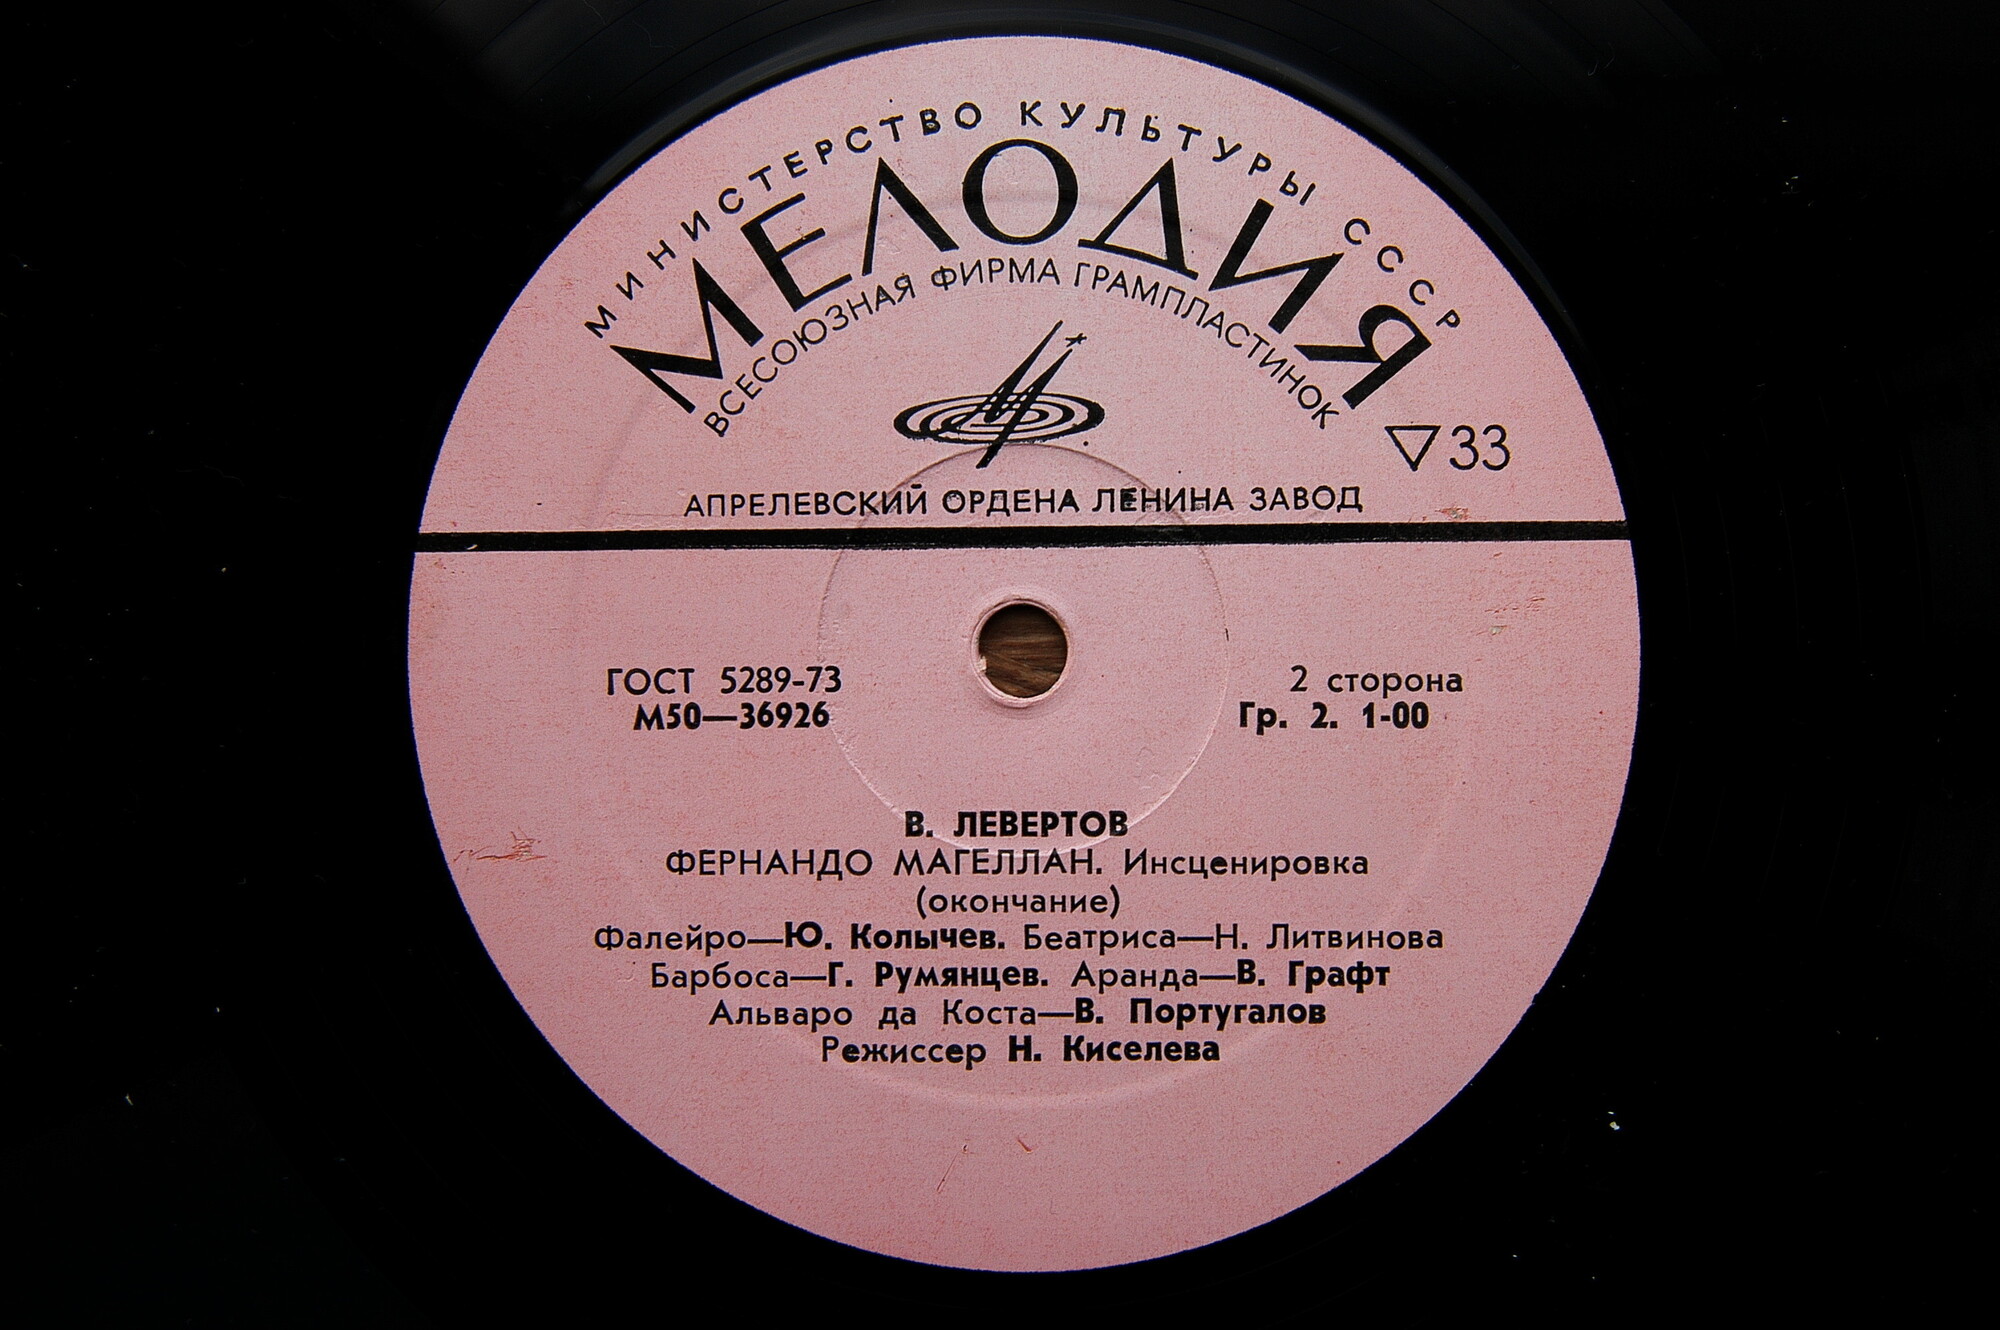 МИНИСТЕРСТВО КУЛЬТУРЫ СССР
МЕЛОДИЯ
ВСЕСОЮЗНАЯ ФИРМА ГРАМПЛАСТИНОК
▽33
АПРЕЛЕВСКИЙ ОРДЕНА ЛЕНИНА ЗАВОД
ГОСТ 5289-73
М50—36926
2 сторона
Гр. 2. 1-00
В. ЛЕВЕРТОВ
ФЕРНАНДО МАГЕЛЛАН. Инсценировка
(окончание)
Фалейро—Ю. Колычев. Беатриса—Н. Литвинова
Барбоса—Г. Румянцев. Аранда—В. Графт
Альваро да Коста—В. Португалов
Режиссер Н. Киселева